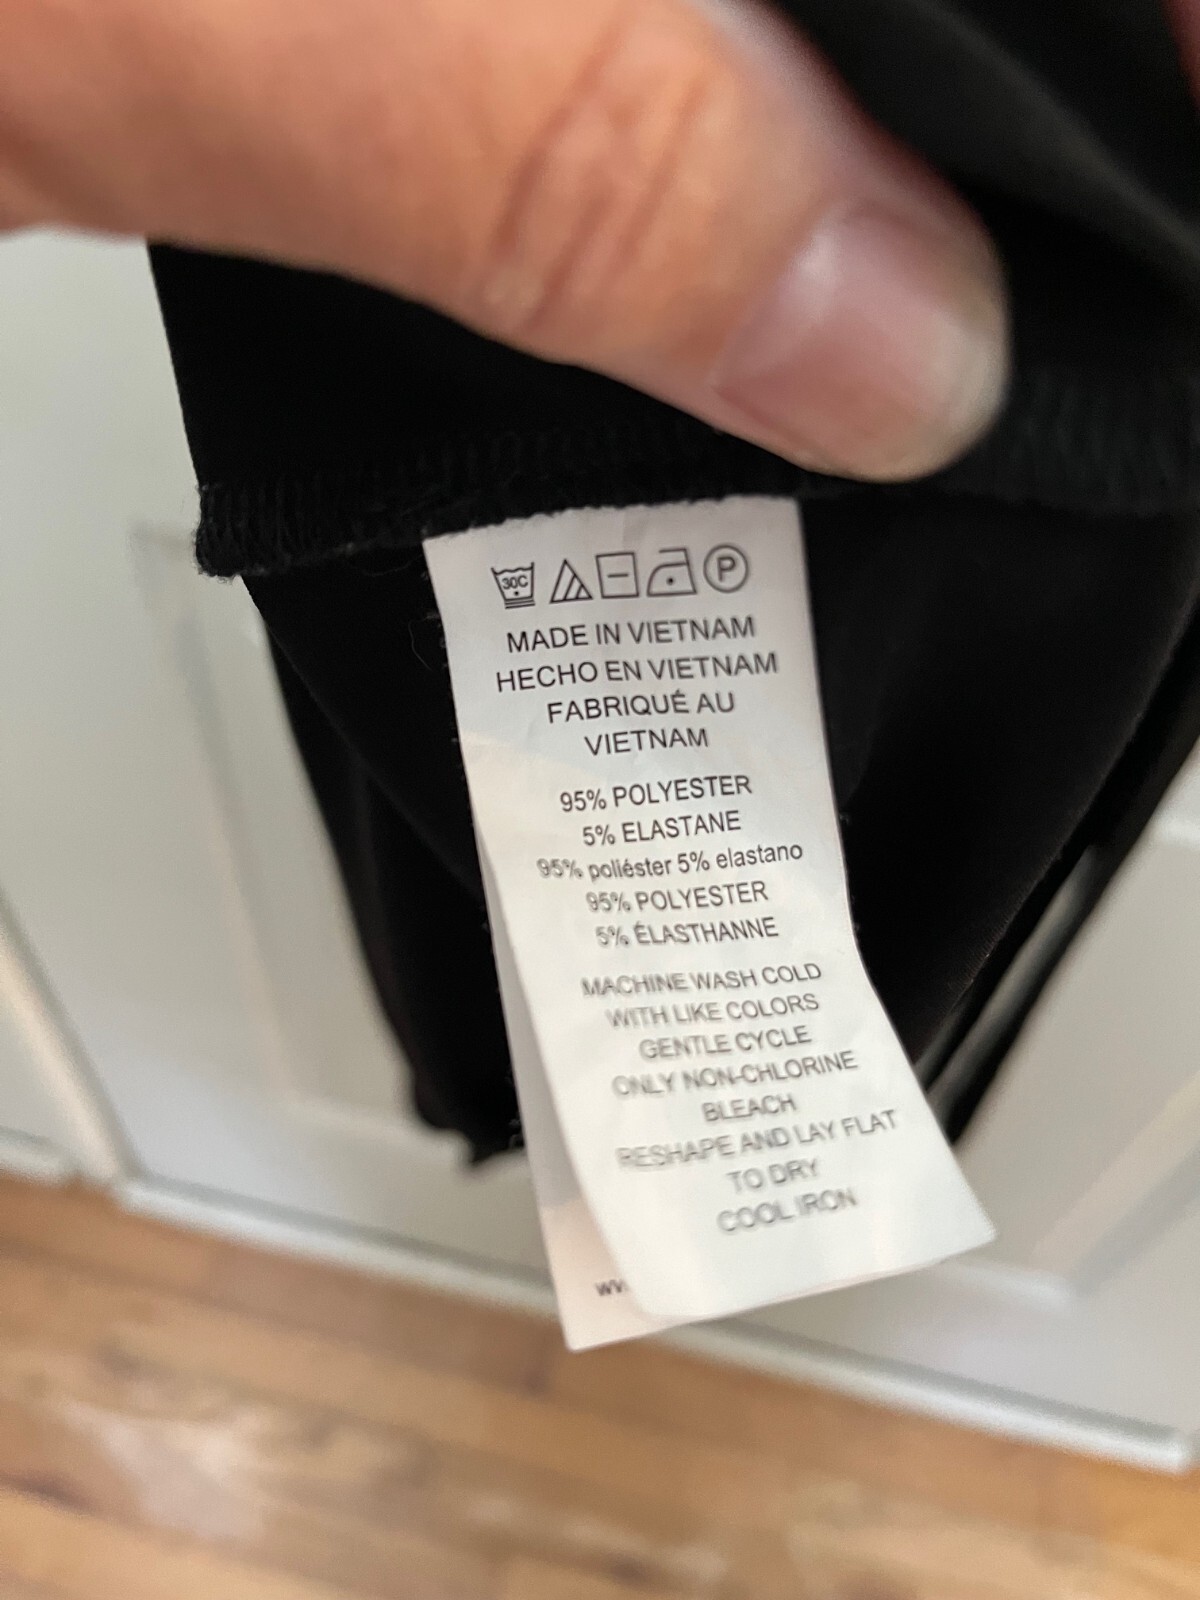 30C P
MADE IN VIETNAM
HECHO EN VIETNAM
FABRIQUÉ AU
VIETNAM
95% POLYESTER
5% ELASTANE
95% poliéster 5% elastano
95% POLYESTER
5% ÉLASTHANNE
MACHINE WASH COLD
WITH LIKE COLORS
GENTLE CYCLE
ONLY NON-CHLORINE
BLEACH
RESHAPE AND LAY FLAT
TO DRY
COOL IRON